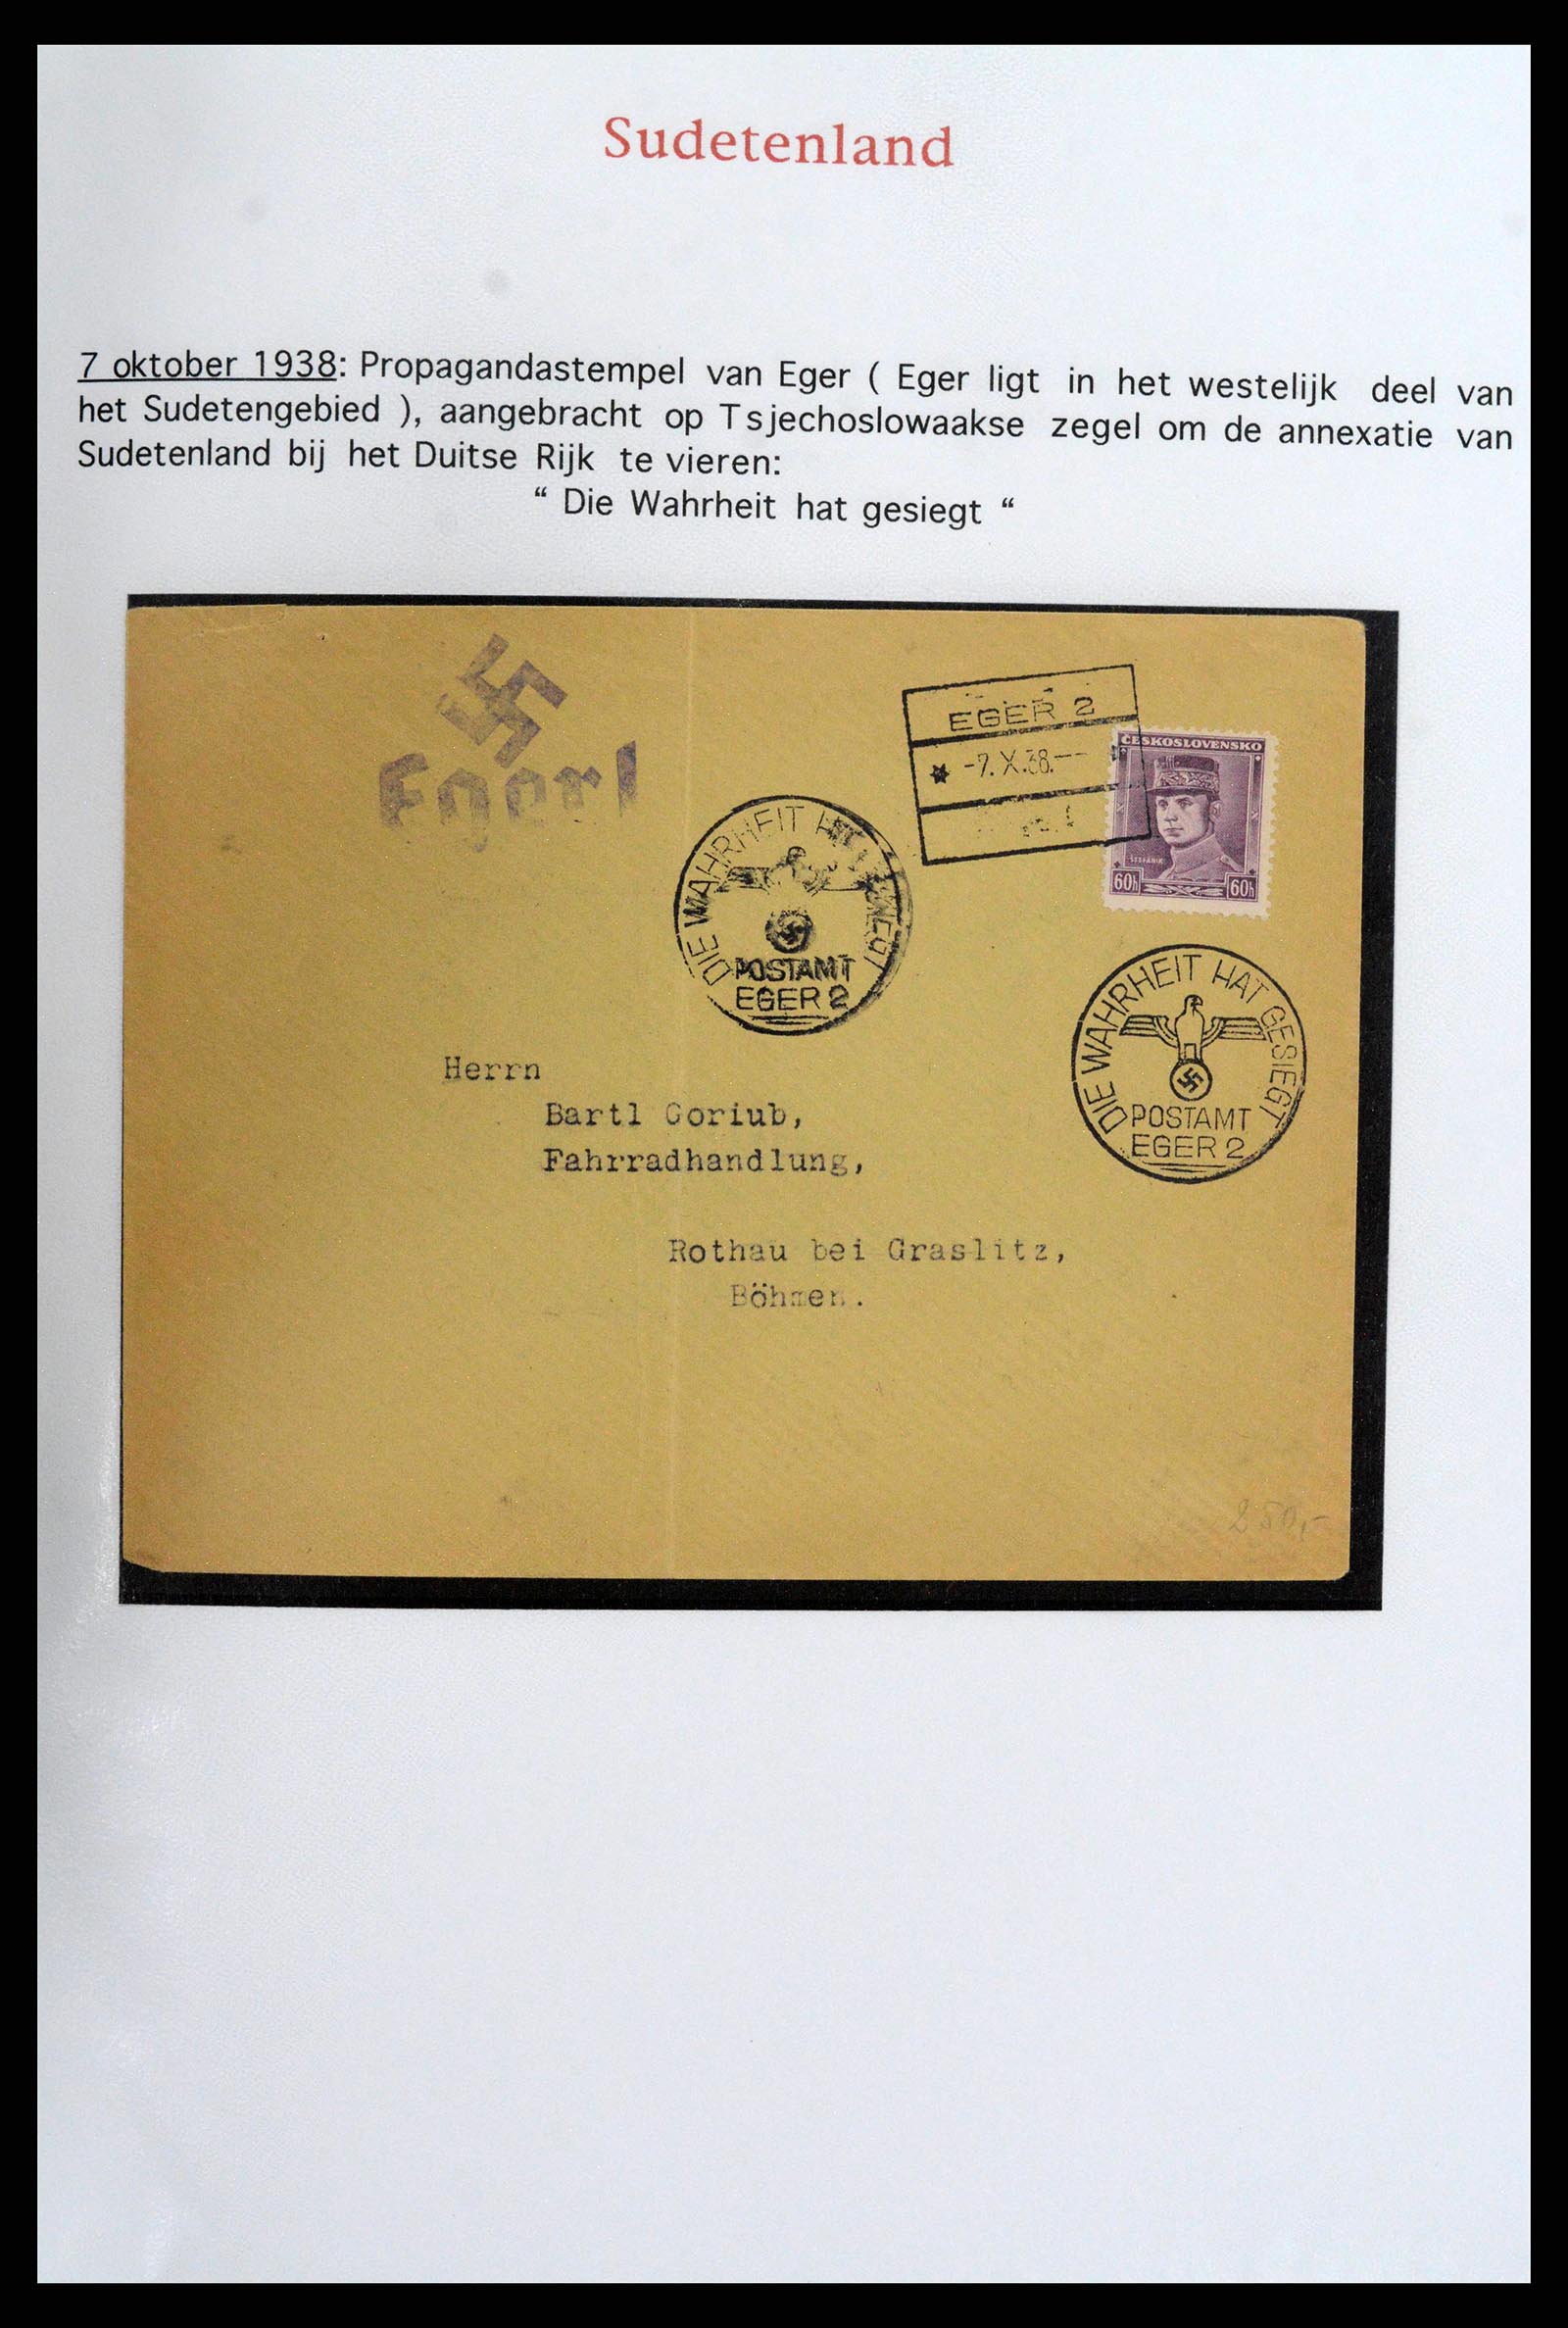 Sudetenland
7 oktober 1938: Propagandastempel van Eger ( Eger ligt in het westelijk deel van
het Sudetengebied ), aangebracht op Tsjechoslowaakse zegel om de annexatie van
Sudetenland bij het Duitse Rijk te vieren:
“ Die Wahrheit hat gesiegt “
Eger1
EGER 2
-7.X.38.--
ČESKOSLOVENSKO
ŠTEFÁNIK
60h 60h
DIE WAHRHEIT HAT GESIEGT
POSTAMT
EGER 2
DIE WAHRHEIT HAT GESIEGT
POSTAMT
EGER 2
Herrn
Bartl Goriub,
Fahrradhandlung,
Rothau bei Graslitz,
Böhmen.
250,-